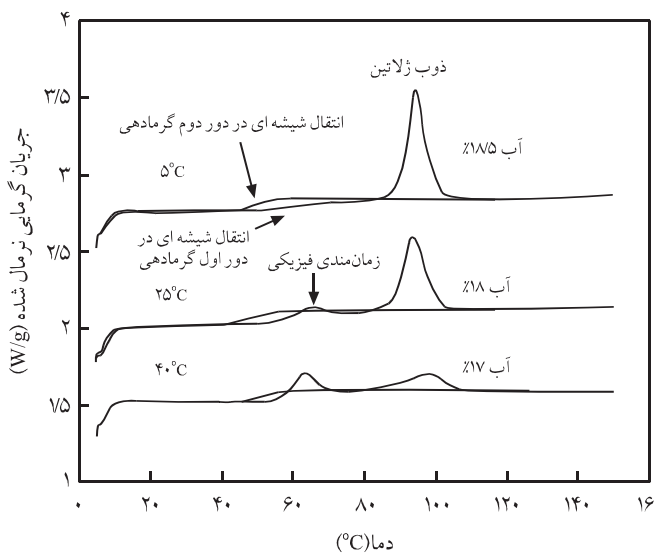 ۴
۳/۵
۳
۲/۵
۲
۱/۵
۱
جریان گرمایی نرمال شده (W/g)
ذوب ژلاتین
انتقال شیشه ای در دور دوم گرمادهی
۵°C
آب ۱۸/۵٪
انتقال شیشه ای در
دور اول گرمادهی
زمان‌مندی فیزیکی
۲۵°C
آب ۱۸٪
۴۰°C
آب ۱۷٪
۰ ۲۰ ۴۰ ۶۰ ۸۰ ۱۰۰ ۱۲۰ ۱۴۰ ۱۶
دما(°C)